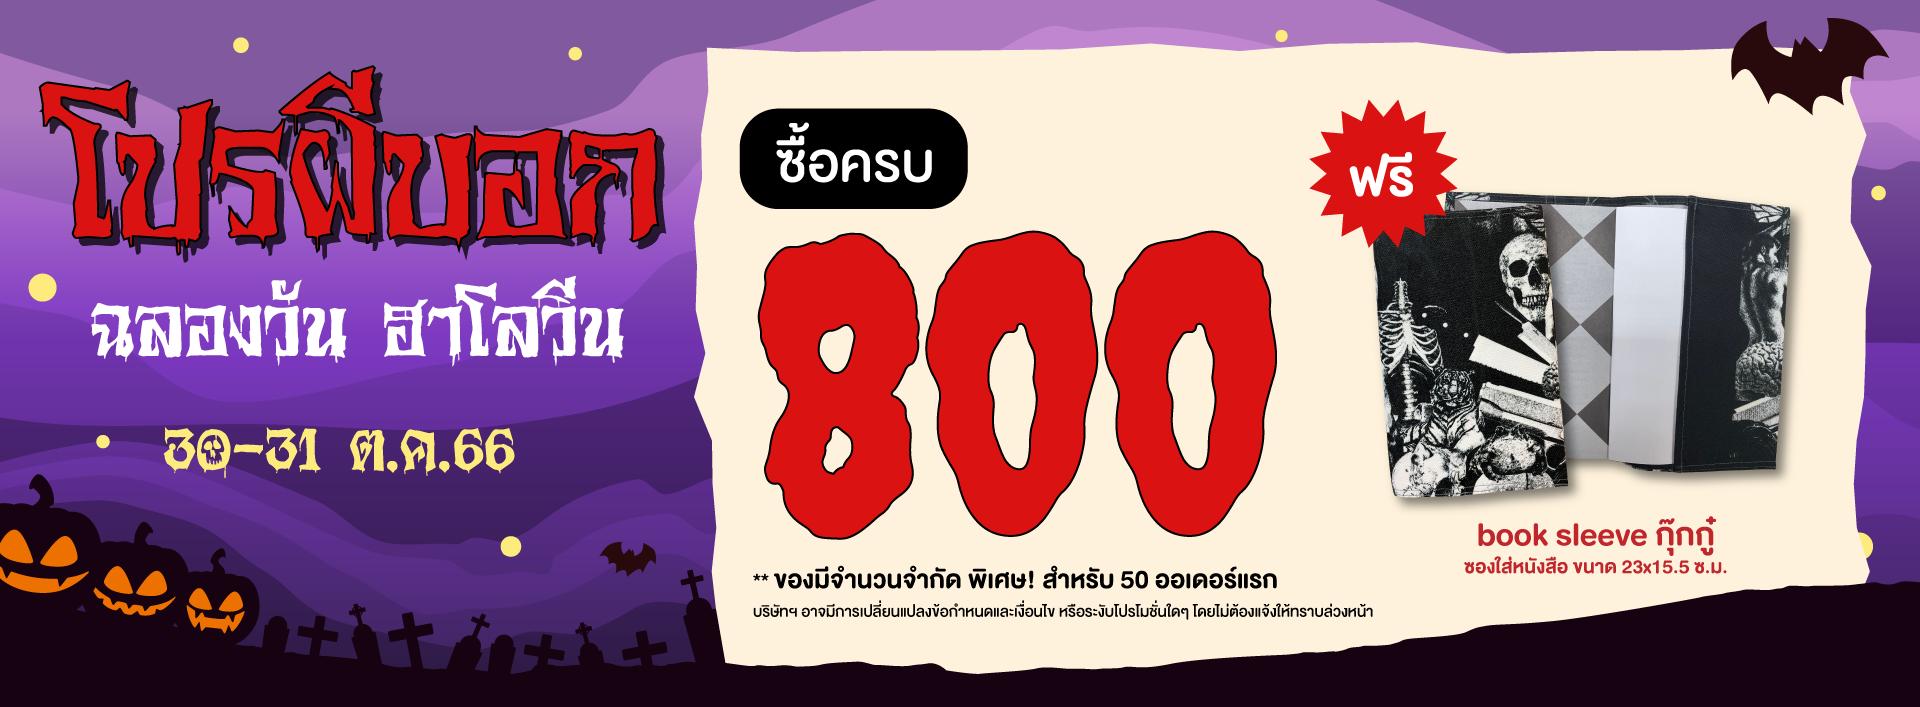 โปรผีบอก
ฉลองวัน ฮาโลวีน
30-31 ต.ค.66
ซื้อครบ
800
ฟรี
book sleeve กุ๊กกู๋
ซองใส่หนังสือ ขนาด 23x15.5 ซ.ม.
** ของมีจำนวนจำกัด พิเศษ! สำหรับ 50 ออเดอร์แรก
บริษัทฯ อาจมีการเปลี่ยนแปลงข้อกำหนดและเงื่อนไข หรือระงับโปรโมชั่นใดๆ โดยไม่ต้องแจ้งให้ทราบล่วงหน้า